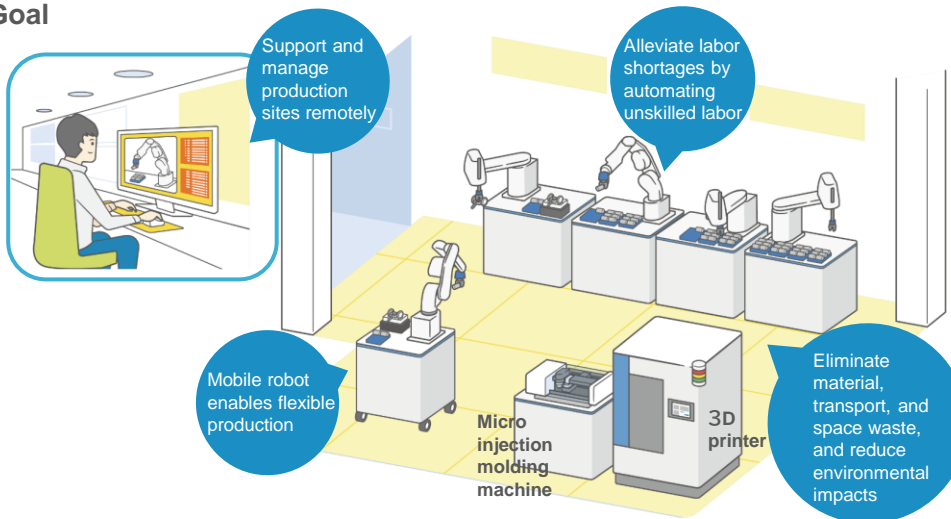 Goal
Support and
manage
production
sites remotely
Alleviate labor
shortages by
automating
unskilled labor
Mobile robot
enables flexible
production
Micro
injection
molding
machine
3D
printer
Eliminate
material,
transport, and
space waste,
and reduce
environmental
impacts